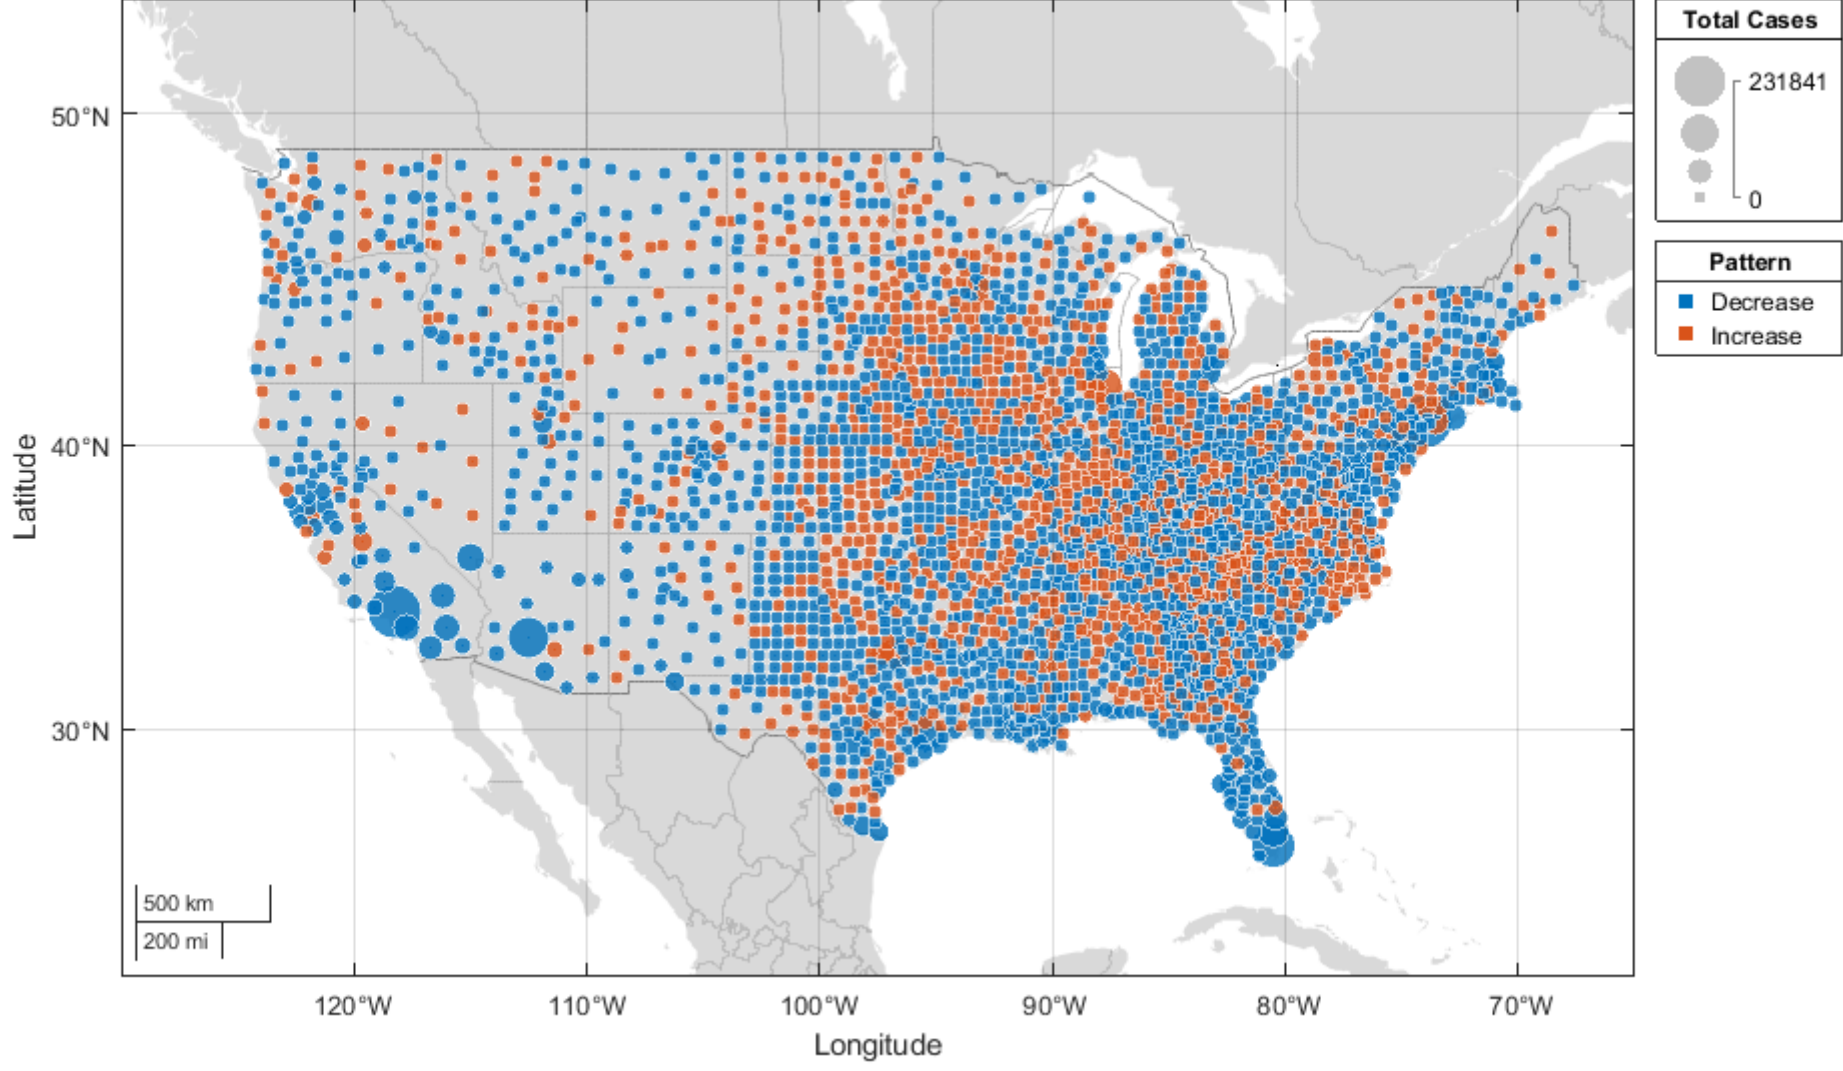 Total Cases
231841
0
Pattern
Decrease
Increase
50°N
40°N
30°N
Latitude
500 km
200 mi
120°W 110°W 100°W 90°W 80°W 70°W
Longitude